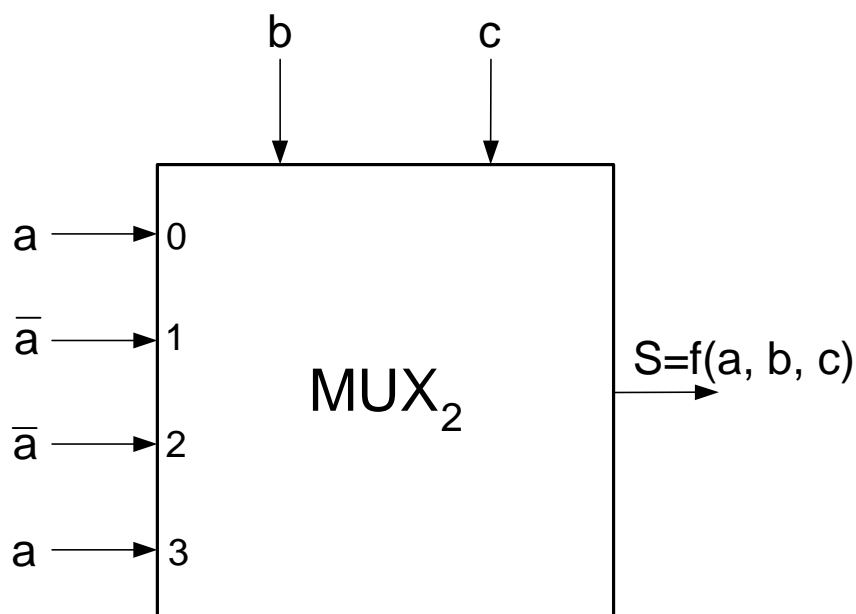 b c
a 0
a̅ 1
a̅ 2
a 3
MUX₂
S=f(a, b, c)